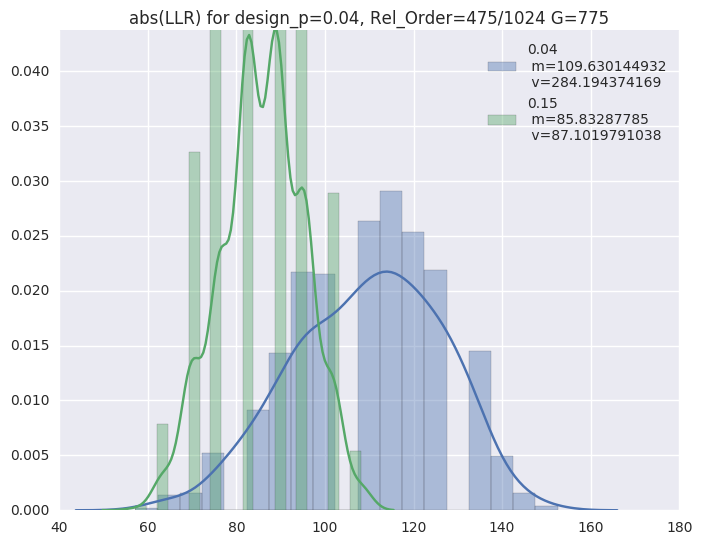 abs(LLR) for design_p=0.04, Rel_Order=475/1024 G=775
0.04
m=109.630144932
v=284.194374169
0.15
m=85.83287785
v=87.1019791038
0.040
0.035
0.030
0.025
0.020
0.015
0.010
0.005
0.000
40 60 80 100 120 140 160 180